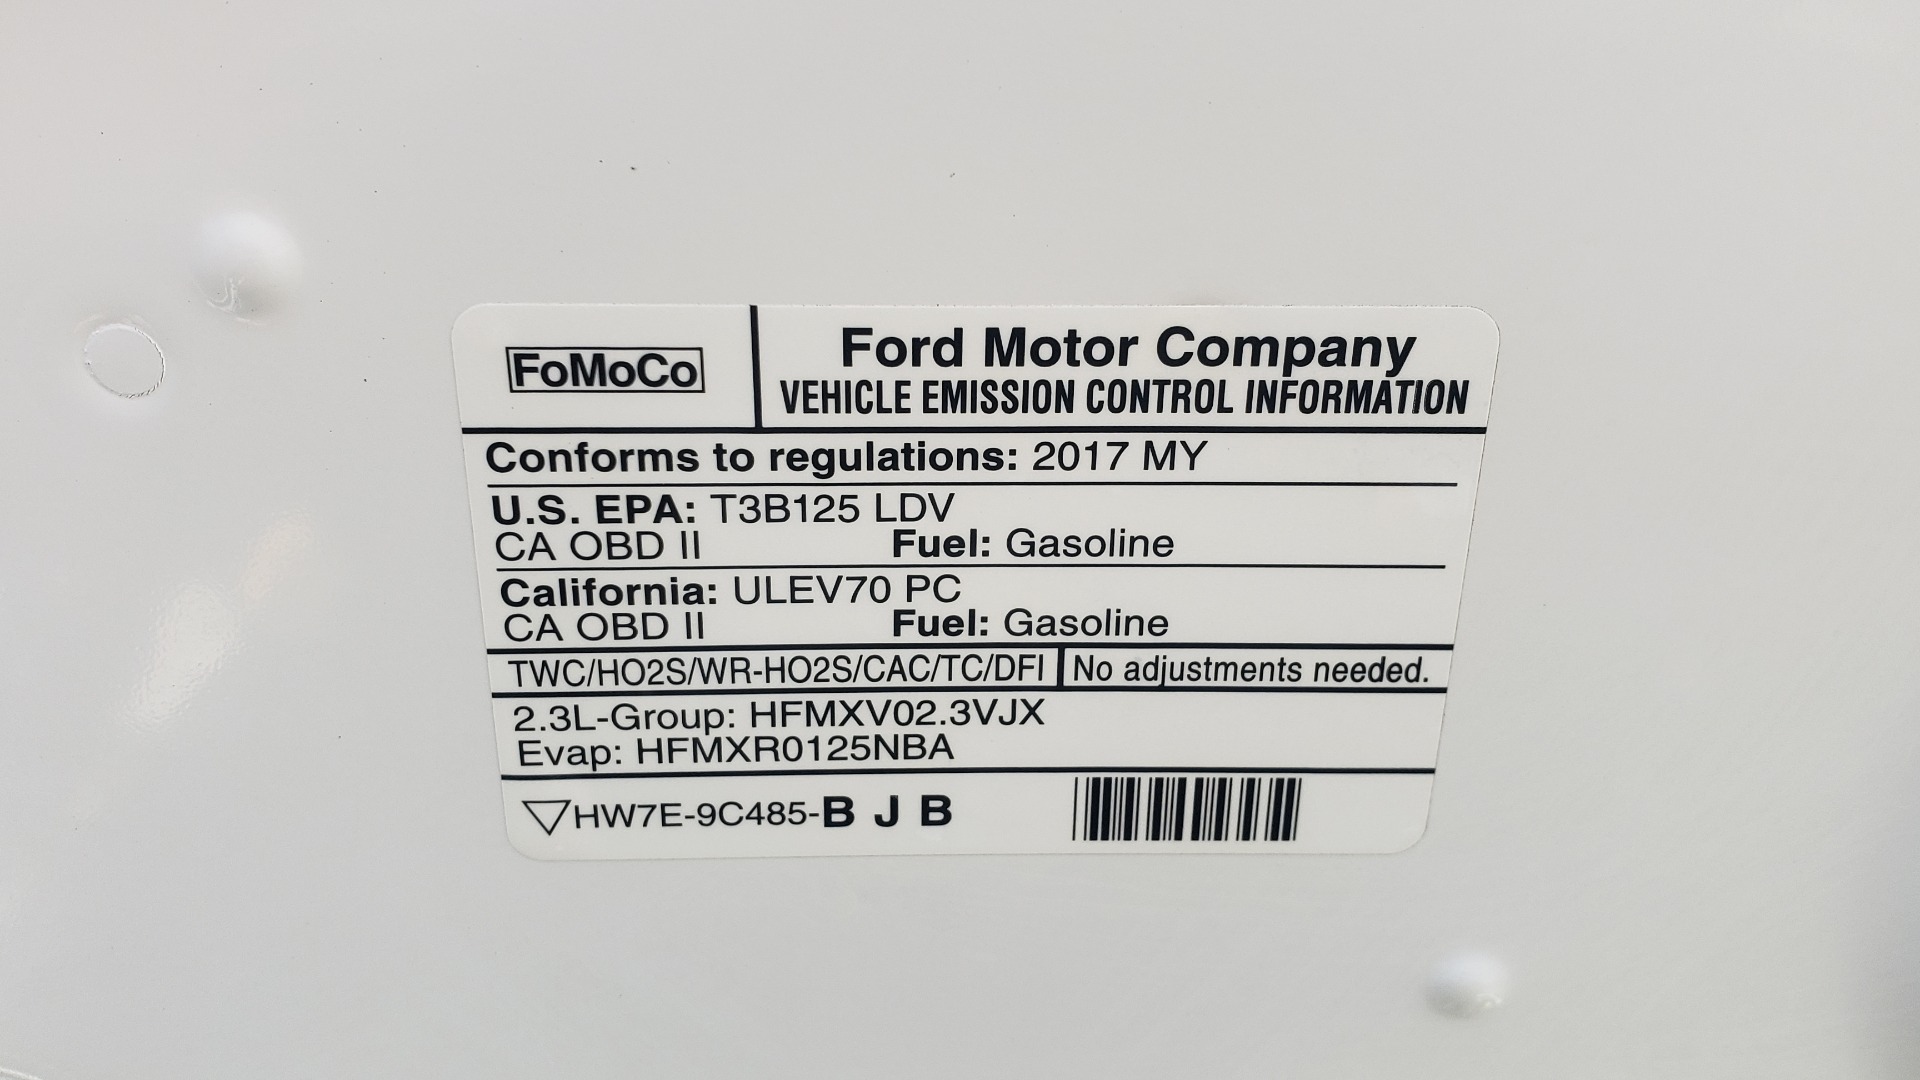 FoMoCo
Ford Motor Company
VEHICLE EMISSION CONTROL INFORMATION
Conforms to regulations: 2017 MY
U.S. EPA: T3B125 LDV
CA OBD II Fuel: Gasoline
California: ULEV70 PC
CA OBD II Fuel: Gasoline
TWC/HO2S/WR-HO2S/CAC/TC/DFI No adjustments needed.
2.3L-Group: HFMXV02.3VJX
Evap: HFMXR0125NBA
HW7E-9C485-B J B